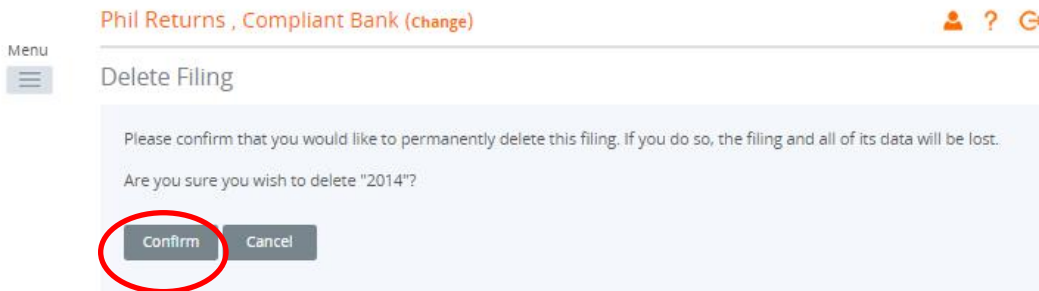 Phil Returns , Compliant Bank (Change)
?
Menu
Delete Filing
Please confirm that you would like to permanently delete this filing. If you do so, the filing and all of its data will be lost.
Are you sure you wish to delete "2014"?
Confirm Cancel